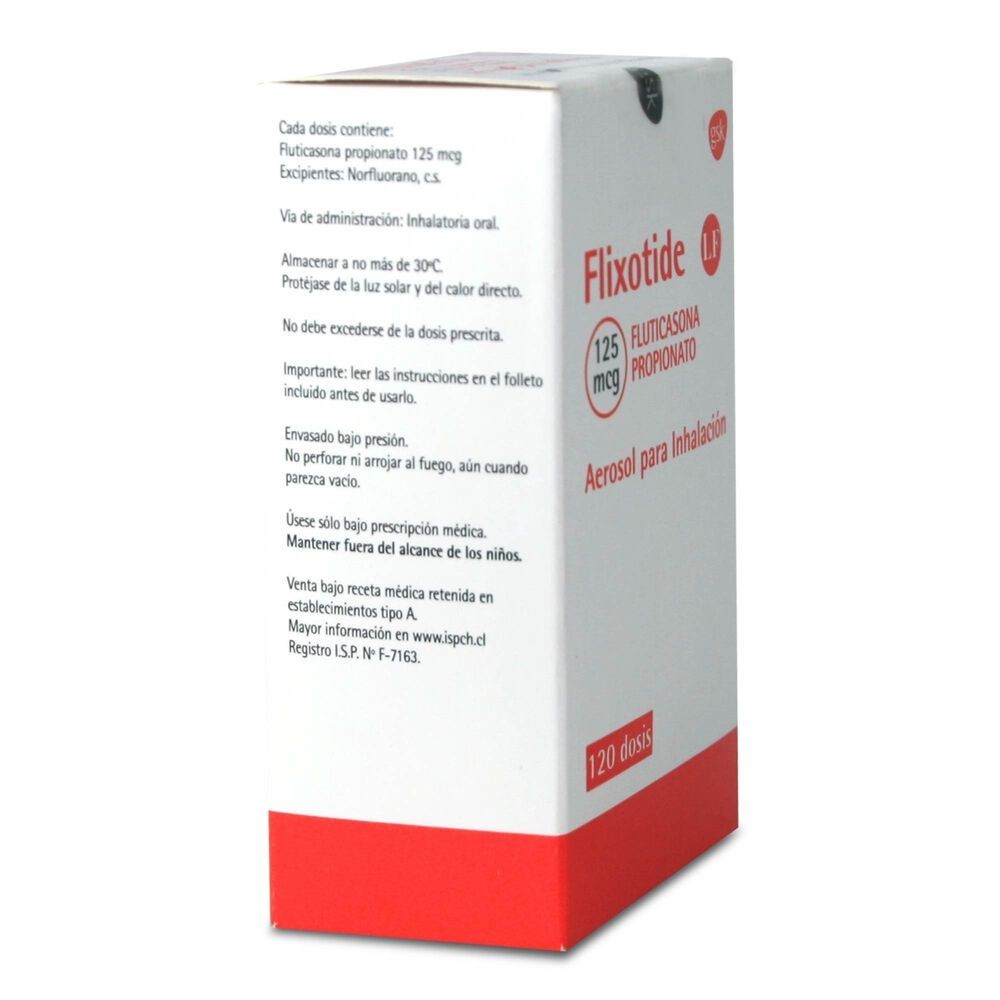 Cada dosis contiene:
Fluticasona propionato 125 mcg
Excipientes: Norfluorano, c.s.
Vía de administración: Inhalatoria oral.
Almacenar a no más de 30ºC.
Protéjase de la luz solar y del calor directo.
No debe excederse de la dosis prescrita.
Importante: leer las instrucciones en el folleto
incluido antes de usarlo.
Envasado bajo presión.
No perforar ni arrojar al fuego, aún cuando
parezca vacío.
Úsese sólo bajo prescripción médica.
Mantener fuera del alcance de los niños.
Venta bajo receta médica retenida en
establecimientos tipo A.
Mayor información en www.ispch.cl
Registro I.S.P. Nº F-7163.
gsk
Flixotide LF
125
mcg
FLUTICASONA
PROPIONATO
Aerosol para Inhalación
120 dosis